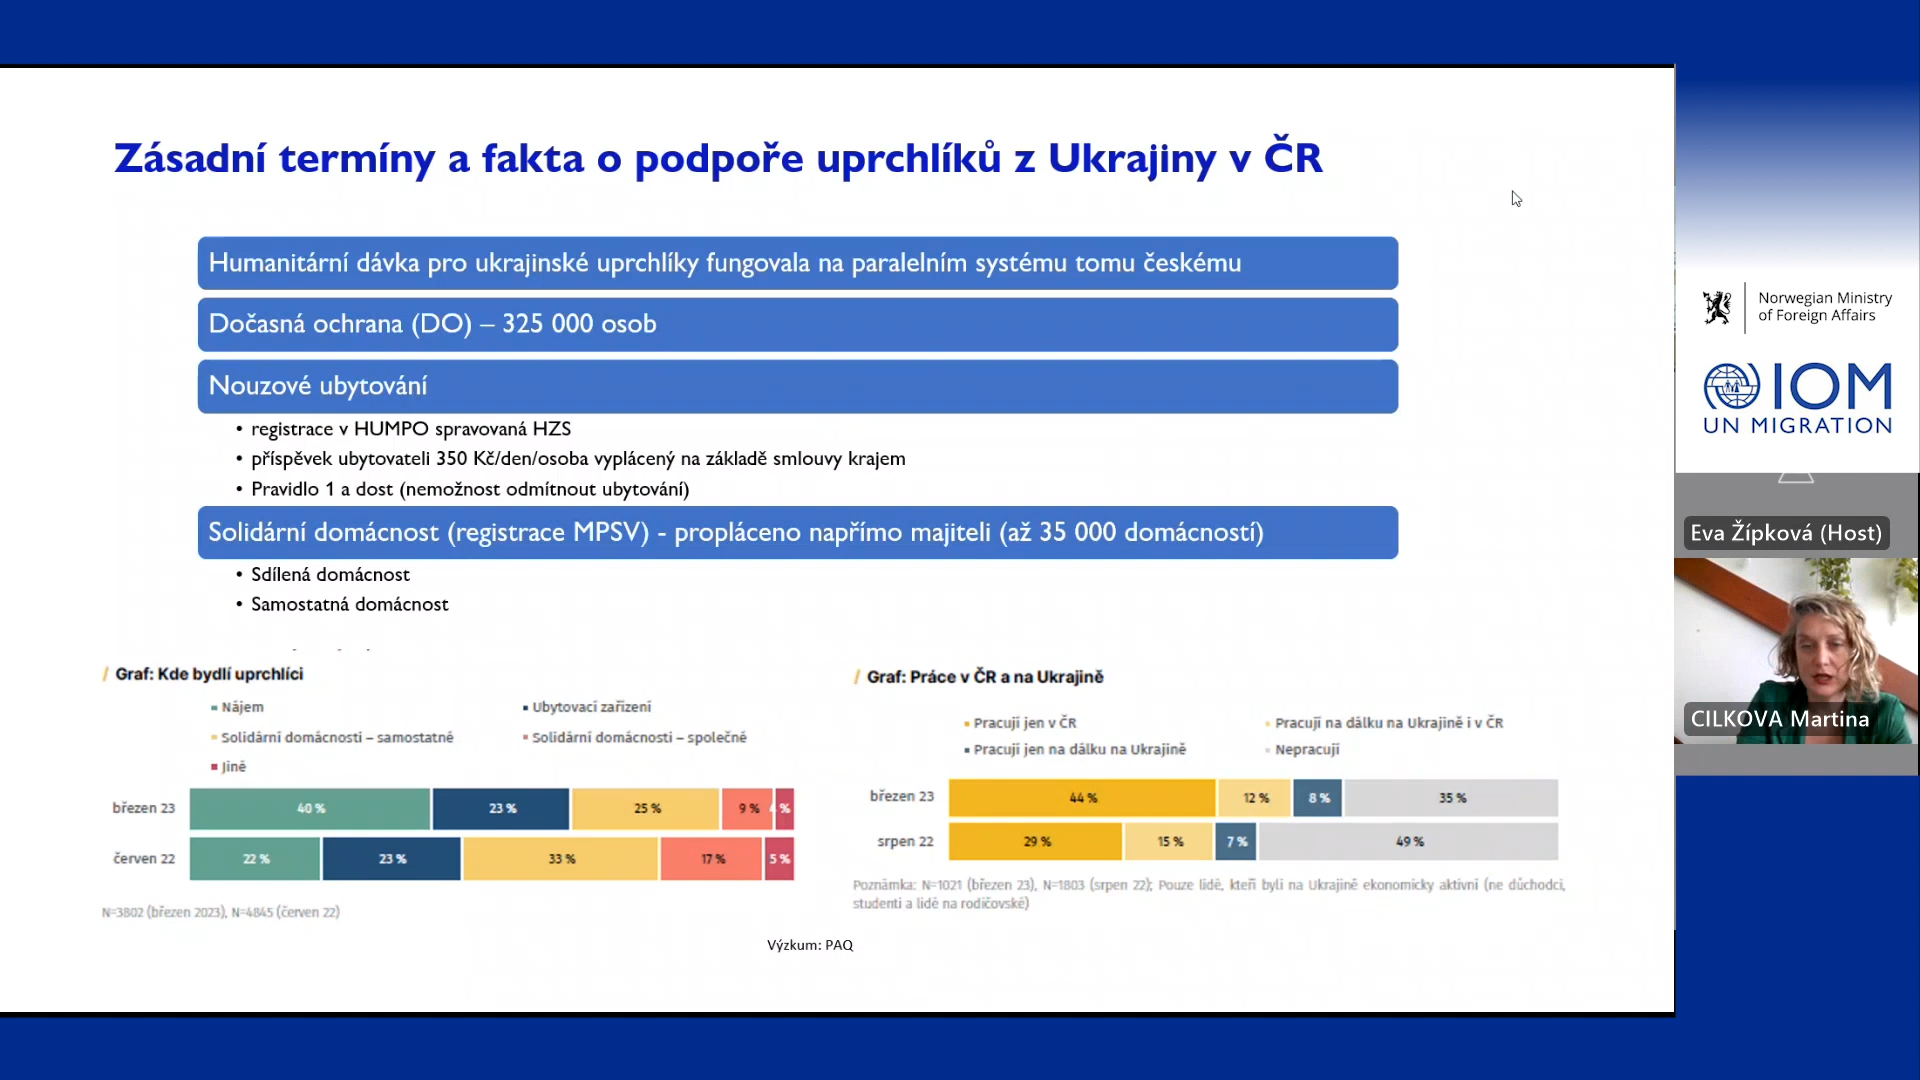 Zásadní termíny a fakta o podpoře uprchlíků z Ukrajiny v ČR
Humanitární dávka pro ukrajinské uprchlíky fungovala na paralelním systému tomu českému
Dočasná ochrana (DO) – 325 000 osob
Nouzové ubytování
• registrace v HUMPO spravovaná HZS
• příspěvek ubytovateli 350 Kč/den/osoba vyplácený na základě smlouvy krajem
• Pravidlo 1 a dost (nemožnost odmítnout ubytování)
Solidární domácnost (registrace MPSV) - propláceno napřímo majiteli (až 35 000 domácností)
• Sdílená domácnost
• Samostatná domácnost
/ Graf: Kde bydlí uprchlíci
Nájem
Ubytovací zařízení
Solidární domácnosti – samostatné
Solidární domácnosti – společné
Jiné
březen 23 40 % 23 % 25 % 9 % %
červen 22 22 % 23 % 33 % 17 % 5 %
N=3802 (březen 2023), N=4845 (červen 22)
/ Graf: Práce v ČR a na Ukrajině
Pracují jen v ČR
Pracují na dálku na Ukrajině i v ČR
Pracují jen na dálku na Ukrajině
Nepracují
březen 23 44 % 12 % 8 % 35 %
srpen 22 29 % 15 % 7 % 49 %
Poznámka: N=1021 (březen 23), N=1803 (srpen 22); Pouze lidé, kteří byli na Ukrajině ekonomicky aktivní (ne důchodci,
studenti a lidé na rodičovské)
Výzkum: PAQ
Norwegian Ministry
of Foreign Affairs
IOM
UN MIGRATION
Eva Žípková (Host)
CILKOVA Martina